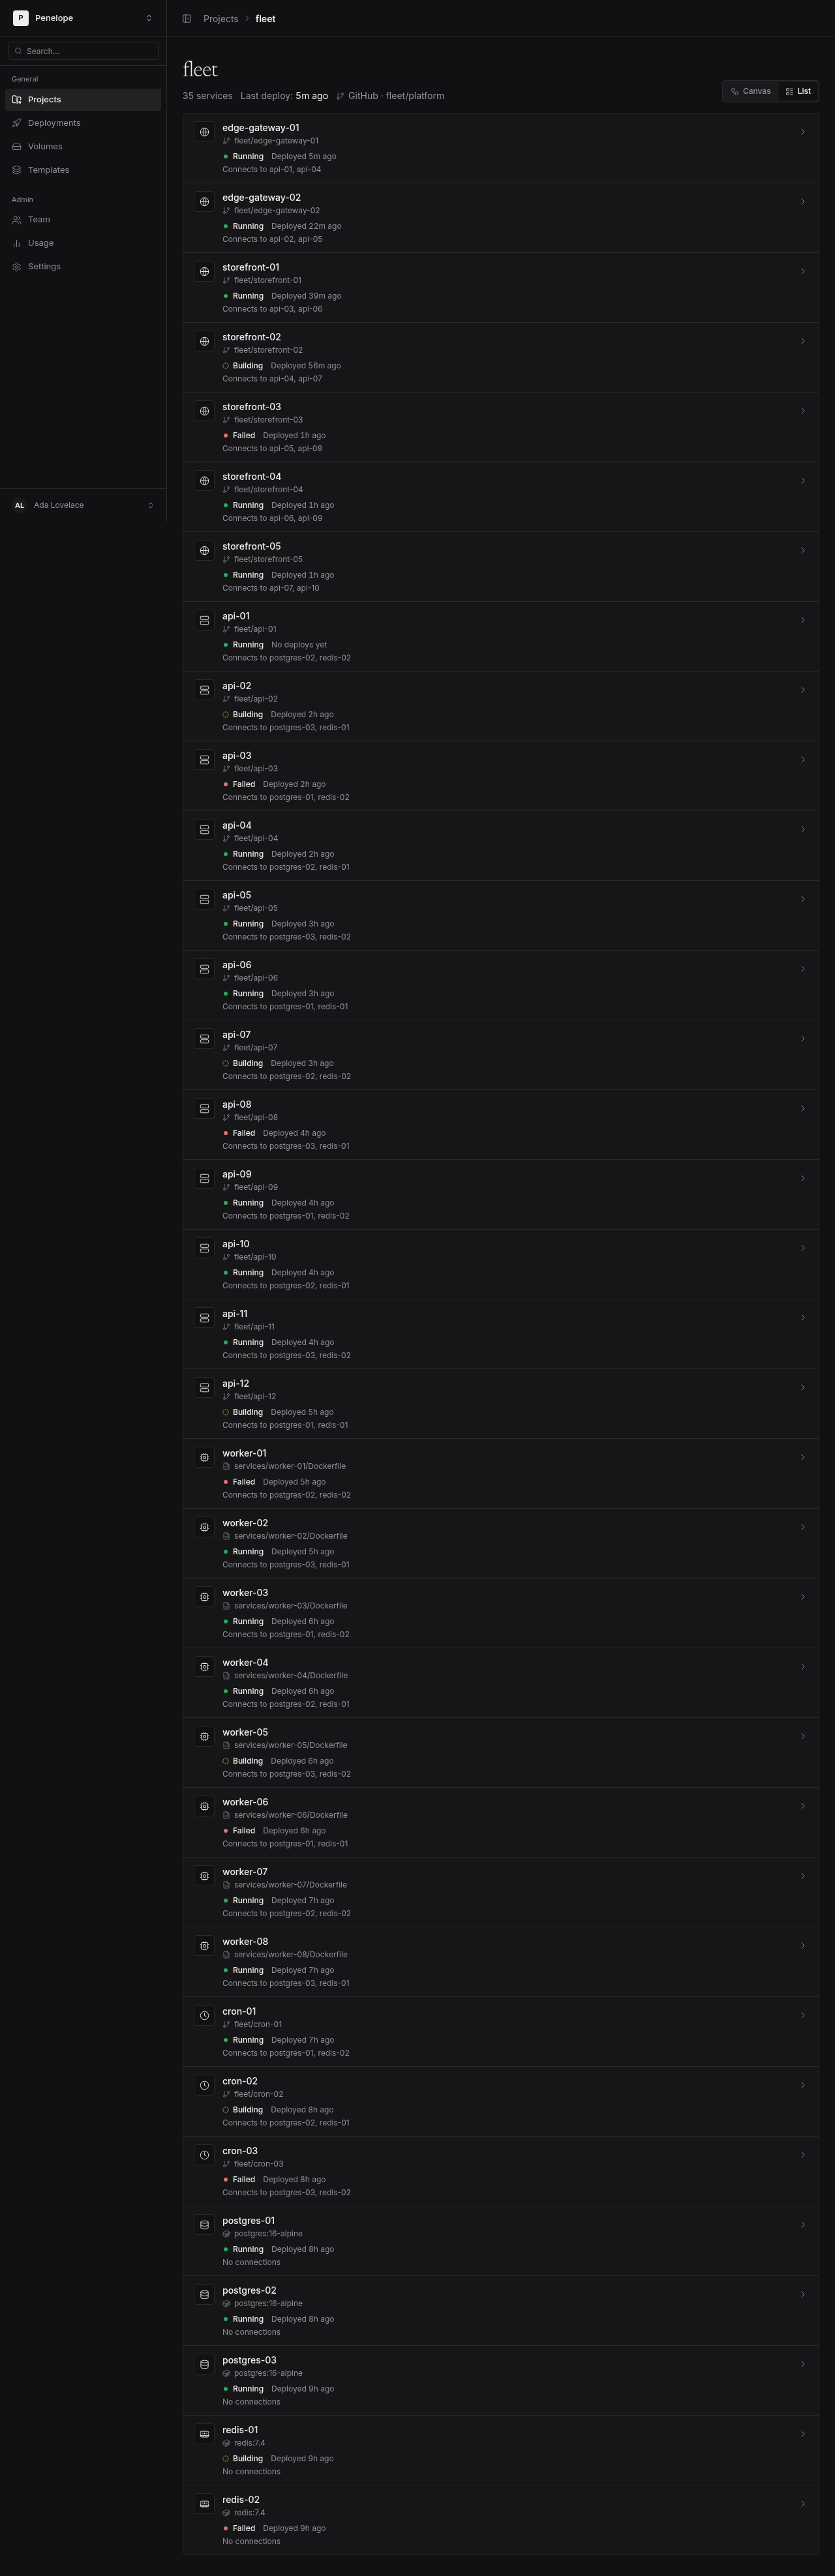 P Penelope
Search...
General
Projects
Deployments
Volumes
Templates
Admin
Team
Usage
Settings
AL Ada Lovelace
Projects > fleet
fleet
35 services Last deploy: 5m ago GitHub · fleet/platform
Canvas List
edge-gateway-01
fleet/edge-gateway-01
Running Deployed 5m ago
Connects to api-01, api-04
edge-gateway-02
fleet/edge-gateway-02
Running Deployed 22m ago
Connects to api-02, api-05
storefront-01
fleet/storefront-01
Running Deployed 39m ago
Connects to api-03, api-06
storefront-02
fleet/storefront-02
Building Deployed 56m ago
Connects to api-04, api-07
storefront-03
fleet/storefront-03
Failed Deployed 1h ago
Connects to api-05, api-08
storefront-04
fleet/storefront-04
Running Deployed 1h ago
Connects to api-06, api-09
storefront-05
fleet/storefront-05
Running Deployed 1h ago
Connects to api-07, api-10
api-01
fleet/api-01
Running No deploys yet
Connects to postgres-02, redis-02
api-02
fleet/api-02
Building Deployed 2h ago
Connects to postgres-03, redis-01
api-03
fleet/api-03
Failed Deployed 2h ago
Connects to postgres-01, redis-02
api-04
fleet/api-04
Running Deployed 2h ago
Connects to postgres-02, redis-01
api-05
fleet/api-05
Running Deployed 3h ago
Connects to postgres-03, redis-02
api-06
fleet/api-06
Running Deployed 3h ago
Connects to postgres-01, redis-01
api-07
fleet/api-07
Building Deployed 3h ago
Connects to postgres-02, redis-02
api-08
fleet/api-08
Failed Deployed 4h ago
Connects to postgres-03, redis-01
api-09
fleet/api-09
Running Deployed 4h ago
Connects to postgres-01, redis-02
api-10
fleet/api-10
Running Deployed 4h ago
Connects to postgres-02, redis-01
api-11
fleet/api-11
Running Deployed 4h ago
Connects to postgres-03, redis-02
api-12
fleet/api-12
Building Deployed 5h ago
Connects to postgres-01, redis-01
worker-01
services/worker-01/Dockerfile
Failed Deployed 5h ago
Connects to postgres-02, redis-02
worker-02
services/worker-02/Dockerfile
Running Deployed 5h ago
Connects to postgres-03, redis-01
worker-03
services/worker-03/Dockerfile
Running Deployed 6h ago
Connects to postgres-01, redis-02
worker-04
services/worker-04/Dockerfile
Running Deployed 6h ago
Connects to postgres-02, redis-01
worker-05
services/worker-05/Dockerfile
Building Deployed 6h ago
Connects to postgres-03, redis-02
worker-06
services/worker-06/Dockerfile
Failed Deployed 6h ago
Connects to postgres-01, redis-01
worker-07
services/worker-07/Dockerfile
Running Deployed 7h ago
Connects to postgres-02, redis-02
worker-08
services/worker-08/Dockerfile
Running Deployed 7h ago
Connects to postgres-03, redis-01
cron-01
fleet/cron-01
Running Deployed 7h ago
Connects to postgres-01, redis-02
cron-02
fleet/cron-02
Building Deployed 8h ago
Connects to postgres-02, redis-01
cron-03
fleet/cron-03
Failed Deployed 8h ago
Connects to postgres-03, redis-02
postgres-01
postgres:16-alpine
Running Deployed 8h ago
No connections
postgres-02
postgres:16-alpine
Running Deployed 8h ago
No connections
postgres-03
postgres:16-alpine
Running Deployed 9h ago
No connections
redis-01
redis:7.4
Building Deployed 9h ago
No connections
redis-02
redis:7.4
Failed Deployed 9h ago
No connections